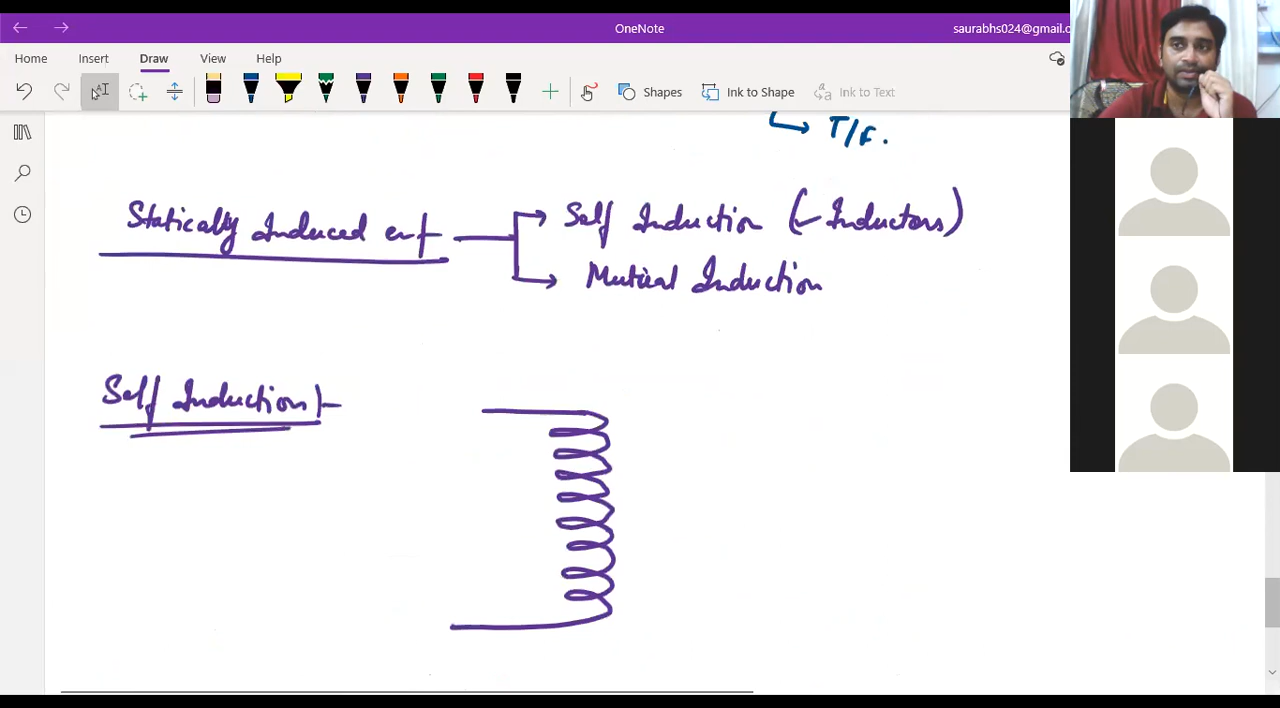 OneNote
saurabhs024@gmail.c
Home Insert Draw View Help
Shapes Ink to Shape Ink to Text
T/F.
Statically Induced emf
Self Induction (Inductors)
Mutual Induction
Self Induction :-